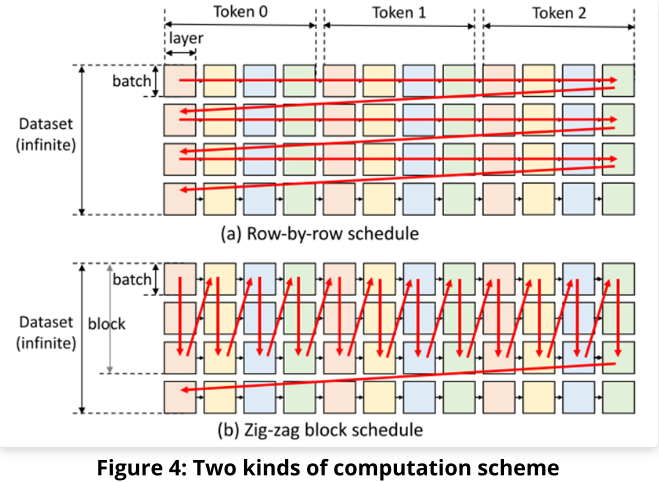 Token 0
Token 1
Token 2
layer
batch
Dataset
(infinite)
(a) Row-by-row schedule
batch
block
Dataset
(infinite)
(b) Zig-zag block schedule
Figure 4: Two kinds of computation scheme